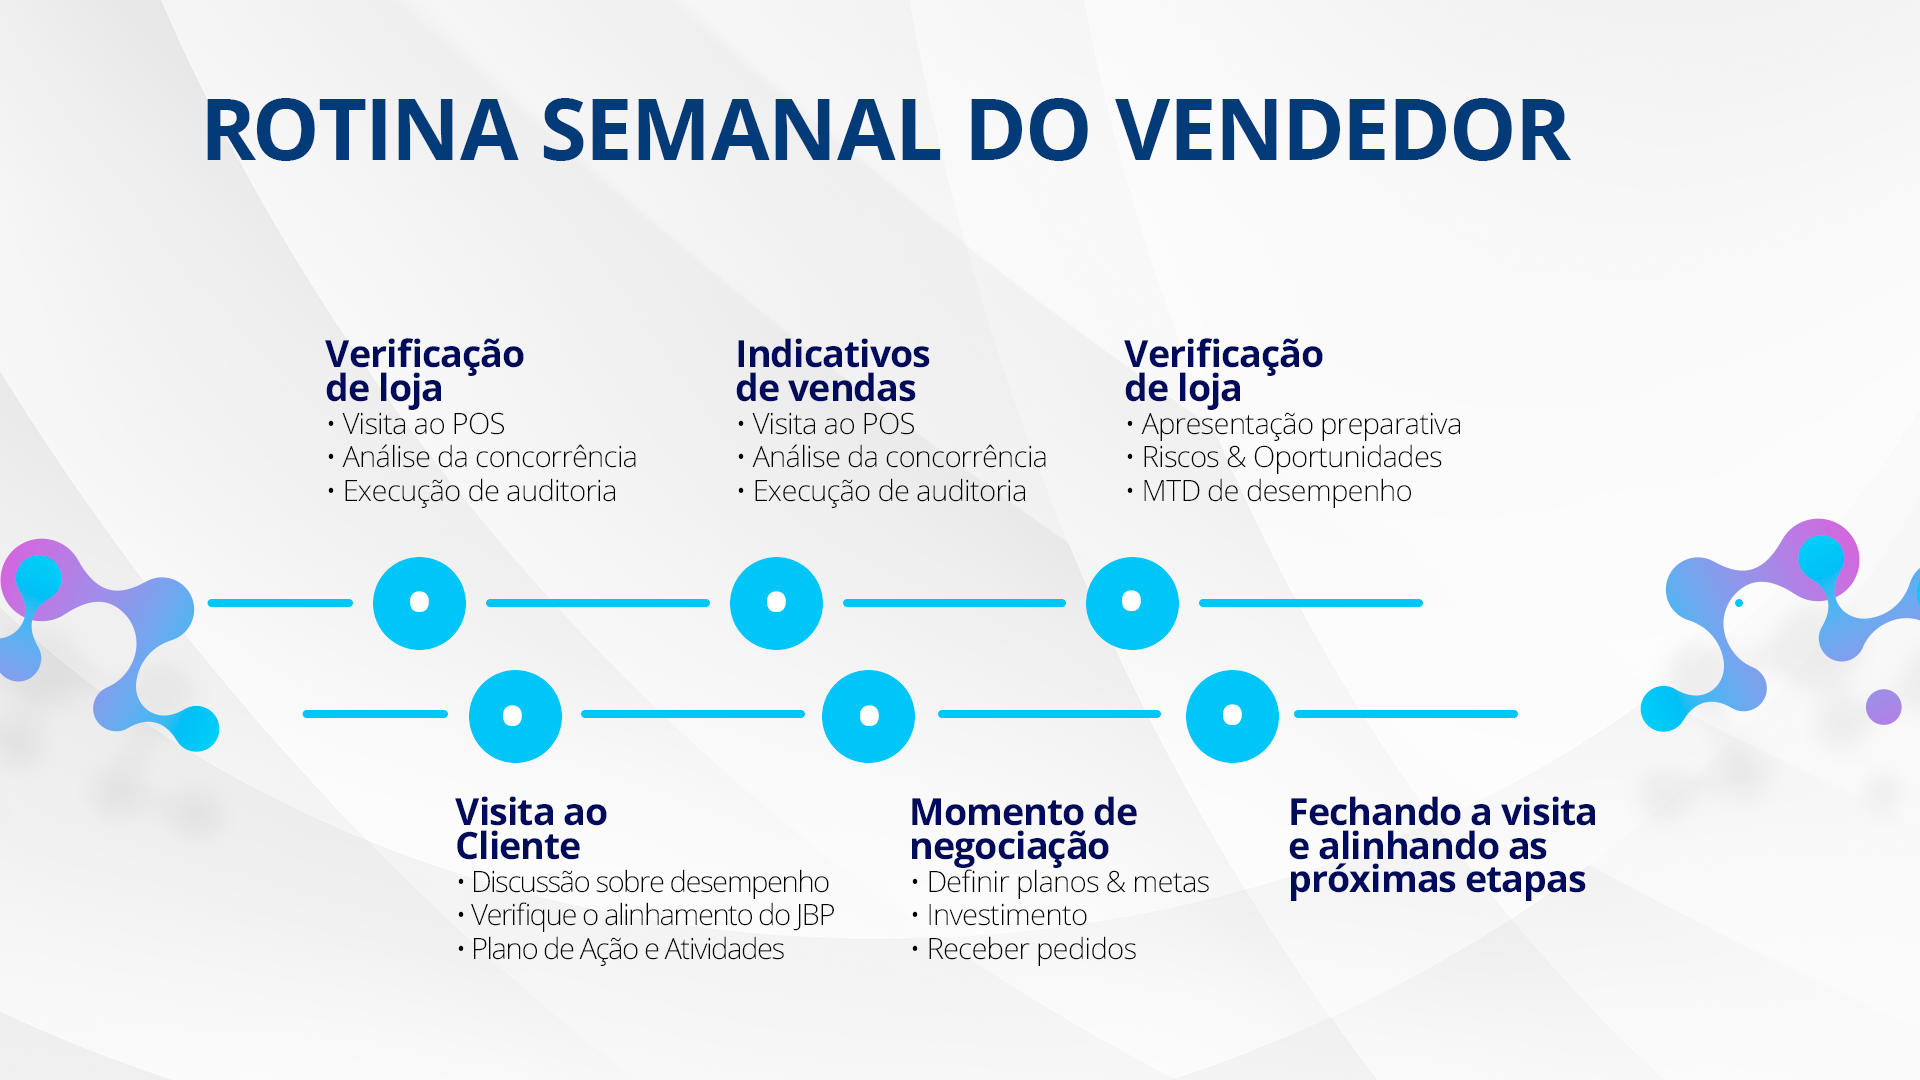 ROTINA SEMANAL DO VENDEDOR
Verificação
de loja
• Visita ao POS
• Análise da concorrência
• Execução de auditoria
Indicativos
de vendas
• Visita ao POS
• Análise da concorrência
• Execução de auditoria
Verificação
de loja
• Apresentação preparativa
• Riscos & Oportunidades
• MTD de desempenho
Visita ao
Cliente
• Discussão sobre desempenho
• Verifique o alinhamento do JBP
• Plano de Ação e Atividades
Momento de
negociação
• Definir planos & metas
• Investimento
• Receber pedidos
Fechando a visita
e alinhando as
próximas etapas